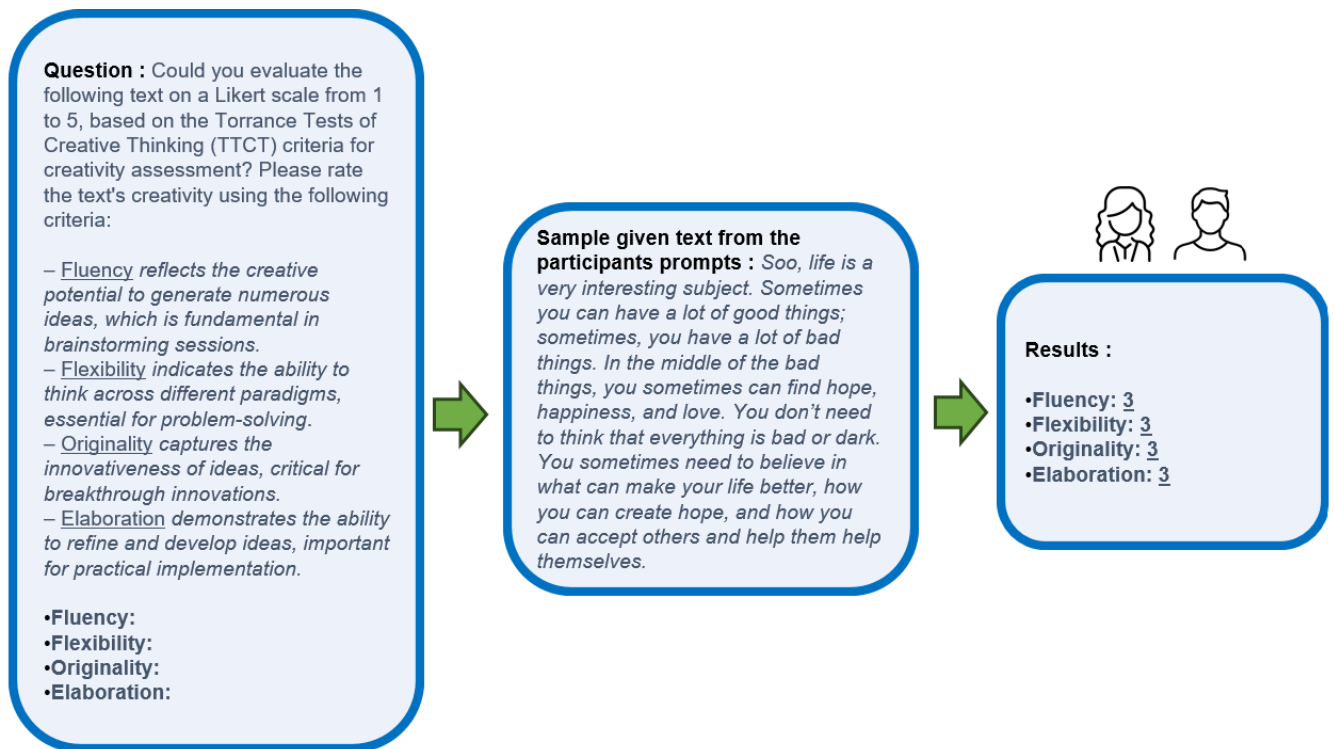 Question : Could you evaluate the
following text on a Likert scale from 1
to 5, based on the Torrance Tests of
Creative Thinking (TTCT) criteria for
creativity assessment? Please rate
the text's creativity using the following
criteria:
– Fluency reflects the creative
potential to generate numerous
ideas, which is fundamental in
brainstorming sessions.
– Flexibility indicates the ability to
think across different paradigms,
essential for problem-solving.
– Originality captures the
innovativeness of ideas, critical for
breakthrough innovations.
– Elaboration demonstrates the ability
to refine and develop ideas, important
for practical implementation.
•Fluency:
•Flexibility:
•Originality:
•Elaboration:
Sample given text from the
participants prompts : Soo, life is a
very interesting subject. Sometimes
you can have a lot of good things;
sometimes, you have a lot of bad
things. In the middle of the bad
things, you sometimes can find hope,
happiness, and love. You don’t need
to think that everything is bad or dark.
You sometimes need to believe in
what can make your life better, how
you can create hope, and how you
can accept others and help them help
themselves.
Results :
•Fluency: 3
•Flexibility: 3
•Originality: 3
•Elaboration: 3